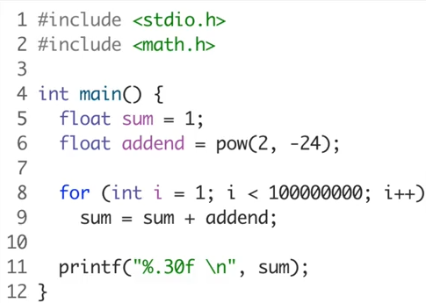 1 #include <stdio.h>
2 #include <math.h>
3
4 int main() {
5   float sum = 1;
6   float addend = pow(2, -24);
7
8   for (int i = 1; i < 100000000; i++)
9     sum = sum + addend;
10
11   printf("%.30f \n", sum);
12 }